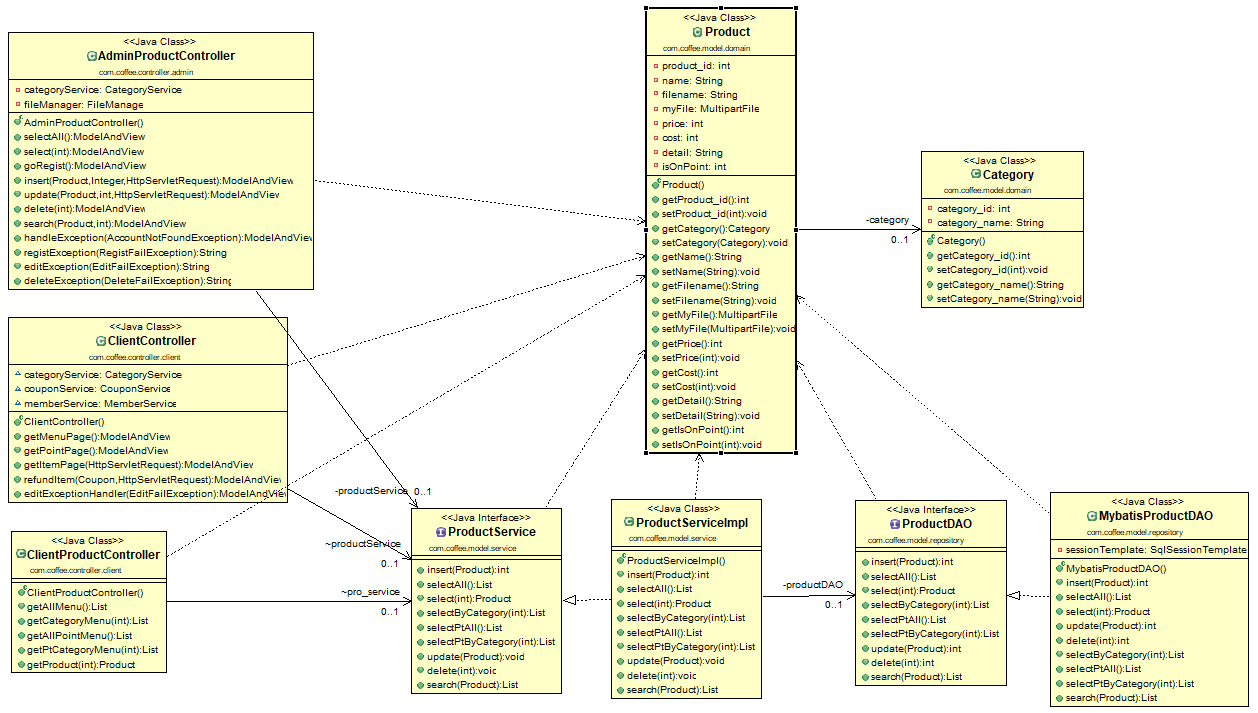 <<Java Class>>
AdminProductController
com.coffee.controller.admin
categoryService: CategoryService
fileManager: FileManage
AdminProductController()
selectAll():ModelAndView
select(int):ModelAndView
goRegist():ModelAndView
insert(Product,Integer,HttpServletRequest):ModelAndView
update(Product,int,HttpServletRequest):ModelAndView
delete(int):ModelAndView
search(Product,int):ModelAndView
handleException(AccountNotFoundException):ModelAndView
registException(RegistFailException):String
editException(EditFailException):String
deleteException(DeleteFailException):String
<<Java Class>>
ClientController
com.coffee.controller.client
categoryService: CategoryService
couponService: CouponService
memberService: MemberService
ClientController()
getMenuPage():ModelAndView
getPointPage():ModelAndView
getItemPage(HttpServletRequest):ModelAndView
refundItem(Coupon,HttpServletRequest):ModelAndView
editExceptionHandler(EditFailException):ModelAndView
<<Java Class>>
ClientProductController
com.coffee.controller.client
ClientProductController()
getAllMenu():List
getCategoryMenu(int):List
getAllPointMenu():List
getPtCategoryMenu(int):List
getProduct(int):Product
-productService
0..1
~productService
0..1
~pro_service
0..1
<<Java Interface>>
ProductService
com.coffee.model.service
insert(Product):int
selectAll():List
select(int):Product
selectByCategory(int):List
selectPtAll():List
selectPtByCategory(int):List
update(Product):void
delete(int):voic
search(Product):List
<<Java Class>>
Product
com.coffee.model.domain
product_id: int
name: String
filename: String
myFile: MultipartFile
price: int
cost: int
detail: String
isOnPoint: int
Product()
getProduct_id():int
setProduct_id(int):void
getCategory():Category
setCategory(Category):void
getName():String
setName(String):void
getFilename():String
setFilename(String):void
getMyFile():MultipartFile
setMyFile(MultipartFile):void
getPrice():int
setPrice(int):void
getCost():int
setCost(int):void
getDetail():String
setDetail(String):void
getIsOnPoint():int
setIsOnPoint(int):void
-category
0..1
<<Java Class>>
Category
com.coffee.model.domain
category_id: int
category_name: String
Category()
getCategory_id():int
setCategory_id(int):void
getCategory_name():String
setCategory_name(String):void
<<Java Class>>
ProductServiceImpl
com.coffee.model.service
ProductServiceImpl()
insert(Product):int
selectAll():List
select(int):Product
selectByCategory(int):List
selectPtAll():List
selectPtByCategory(int):List
update(Product):void
delete(int):voic
search(Product):List
-productDAO
0..1
<<Java Interface>>
ProductDAO
com.coffee.model.repository
insert(Product):int
selectAll():List
select(int):Product
selectByCategory(int):List
selectPtAll():List
selectPtByCategory(int):List
update(Product):int
delete(int):int
search(Product):List
<<Java Class>>
MybatisProductDAO
com.coffee.model.repository
sessionTemplate: SqlSessionTemplate
MybatisProductDAO()
insert(Product):int
selectAll():List
select(int):Product
update(Product):int
delete(int):int
selectByCategory(int):List
selectPtAll():List
selectPtByCategory(int):List
search(Product):List